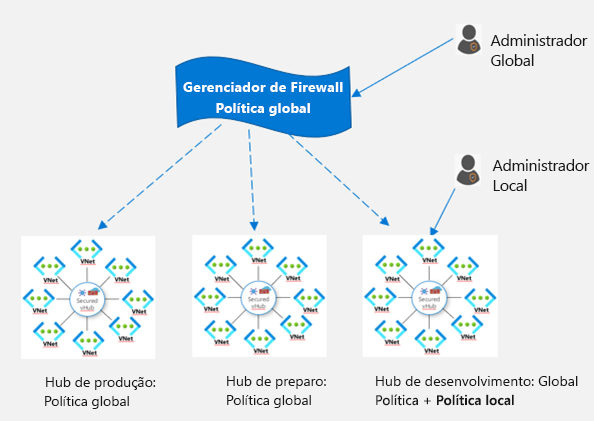 Administrador
Global
Gerenciador de Firewall
Política global
Administrador
Local
VNet
VNet
VNet
VNet
VNet
VNet
VNet
VNet
Secured
vHub
VNet
VNet
VNet
VNet
VNet
VNet
VNet
VNet
Secured
vHub
VNet
VNet
VNet
VNet
VNet
VNet
VNet
VNet
Secured
vHub
Hub de produção:
Política global
Hub de preparo:
Política global
Hub de desenvolvimento: Global
Política + Política local